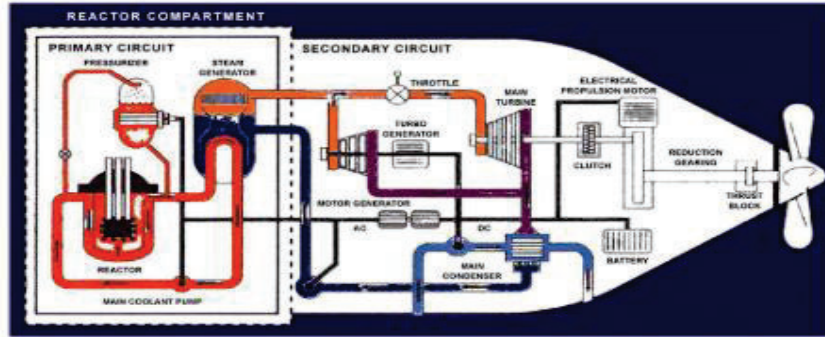 REACTOR COMPARTMENT
PRIMARY CIRCUIT
SECONDARY CIRCUIT
PRESSURIZER
STEAM
GENERATOR
THROTTLE
MAIN
TURBINE
ELECTRICAL
PROPULSION MOTOR
TURBO
GENERATOR
CLUTCH
REDUCTION
GEARING
THRUST
BLOCK
MOTOR GENERATOR
AC
DC
REACTOR
MAIN
CONDENSER
BATTERY
MAIN COOLANT PUMP